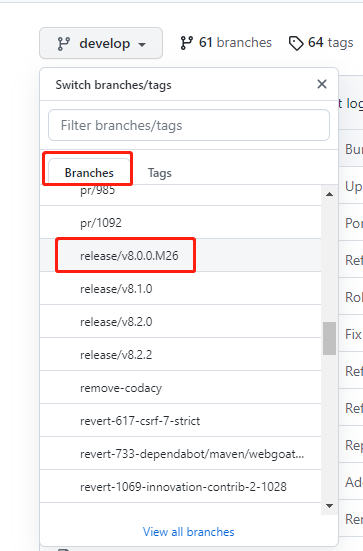 develop
61 branches
64 tags
Switch branches/tags
Filter branches/tags
t log
Branches
Tags
Bu
pr/985
Up
pr/1092
Po
release/v8.0.0.M26
Ref
release/v8.1.0
Rol
release/v8.2.0
Fix
release/v8.2.2
Ref
remove-codacy
Ref
revert-617-csrf-7-strict
Rep
revert-733-dependabot/maven/webgoat...
Ad
revert-1069-innovation-contrib-2-1028
Rer
View all branches